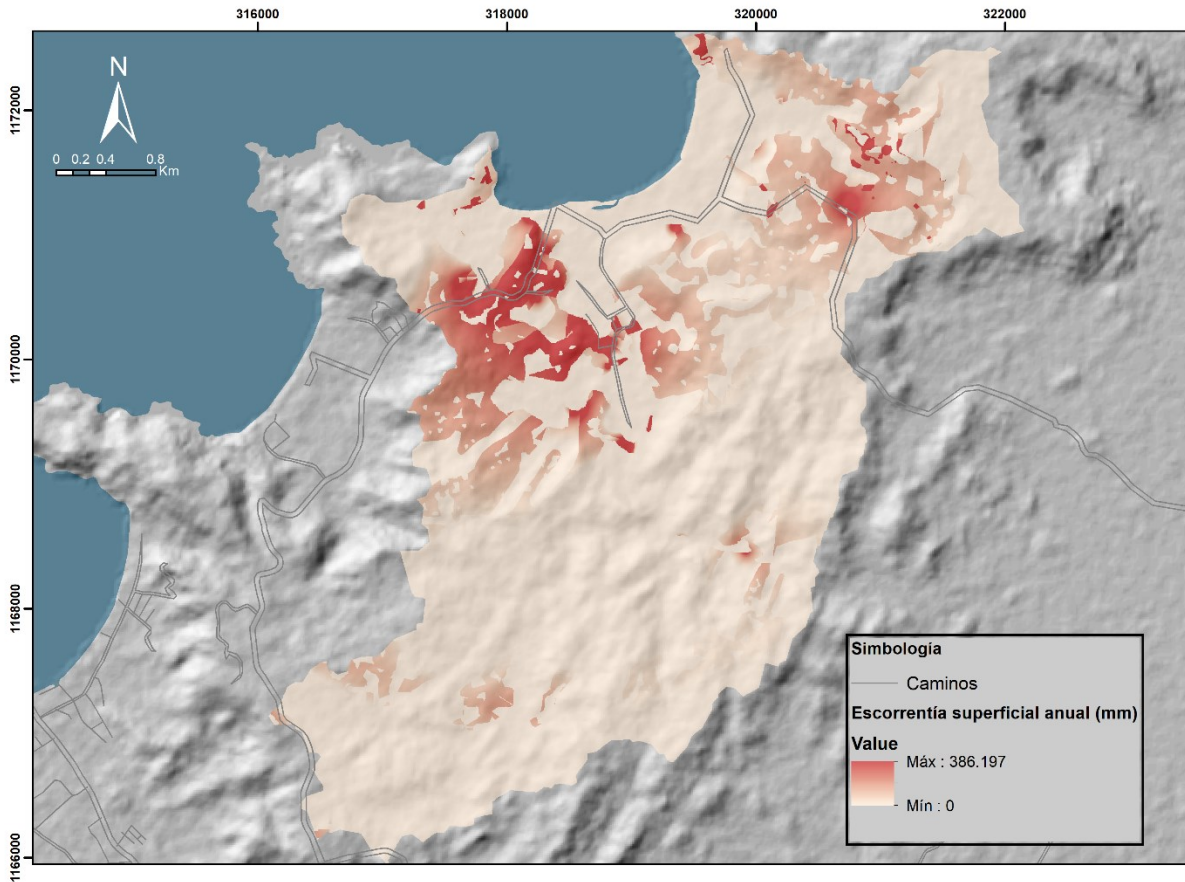 316000
318000
320000
322000
N
0 0.2 0.4 0.8
Km
1172000
1170000
1168000
1166000
Simbología
Caminos
Escorrentía superficial anual (mm)
Value
Máx : 386.197
Mín : 0